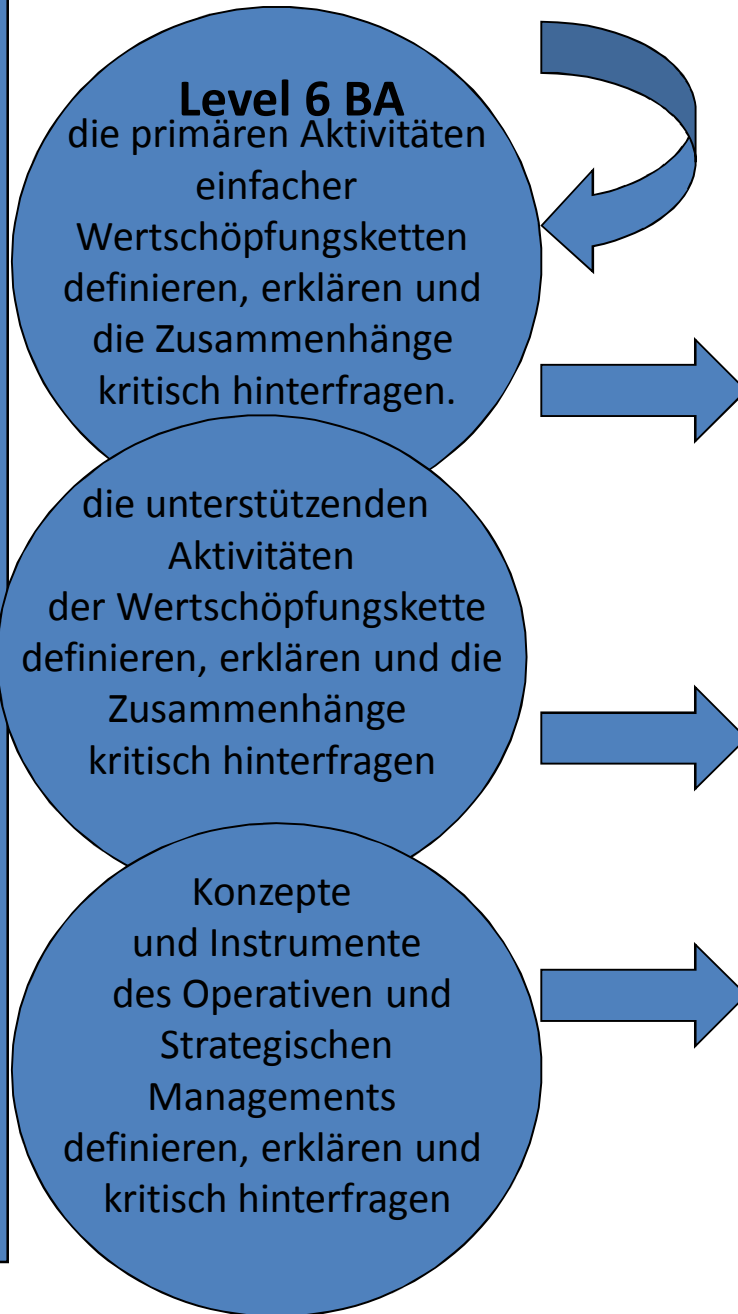 Level 6 BA
die primären Aktivitäten
einfacher
Wertschöpfungsketten
definieren, erklären und
die Zusammenhänge
kritisch hinterfragen.
die unterstützenden
Aktivitäten
der Wertschöpfungskette
definieren, erklären und die
Zusammenhänge
kritisch hinterfragen
Konzepte
und Instrumente
des Operativen und
Strategischen
Managements
definieren, erklären und
kritisch hinterfragen